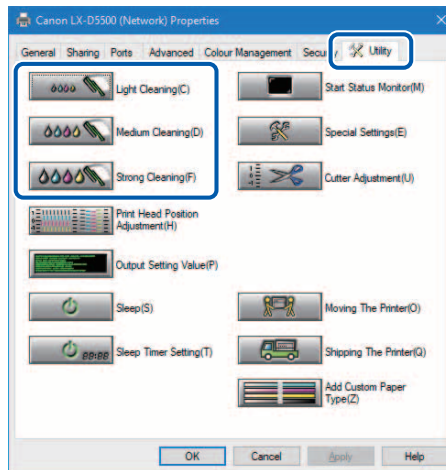 Canon LX-D5500 (Network) Properties
General Sharing Ports Advanced Colour Management Security Utility
Light Cleaning(C)
Start Status Monitor(M)
Medium Cleaning(D)
Special Settings(E)
Strong Cleaning(F)
Cutter Adjustment(U)
Print Head Position
Adjustment(H)
Output Setting Value(P)
Sleep(S)
Moving The Printer(O)
Sleep Timer Setting(T)
Shipping The Printer(Q)
Add Custom Paper
Type(Z)
OK Cancel Apply Help